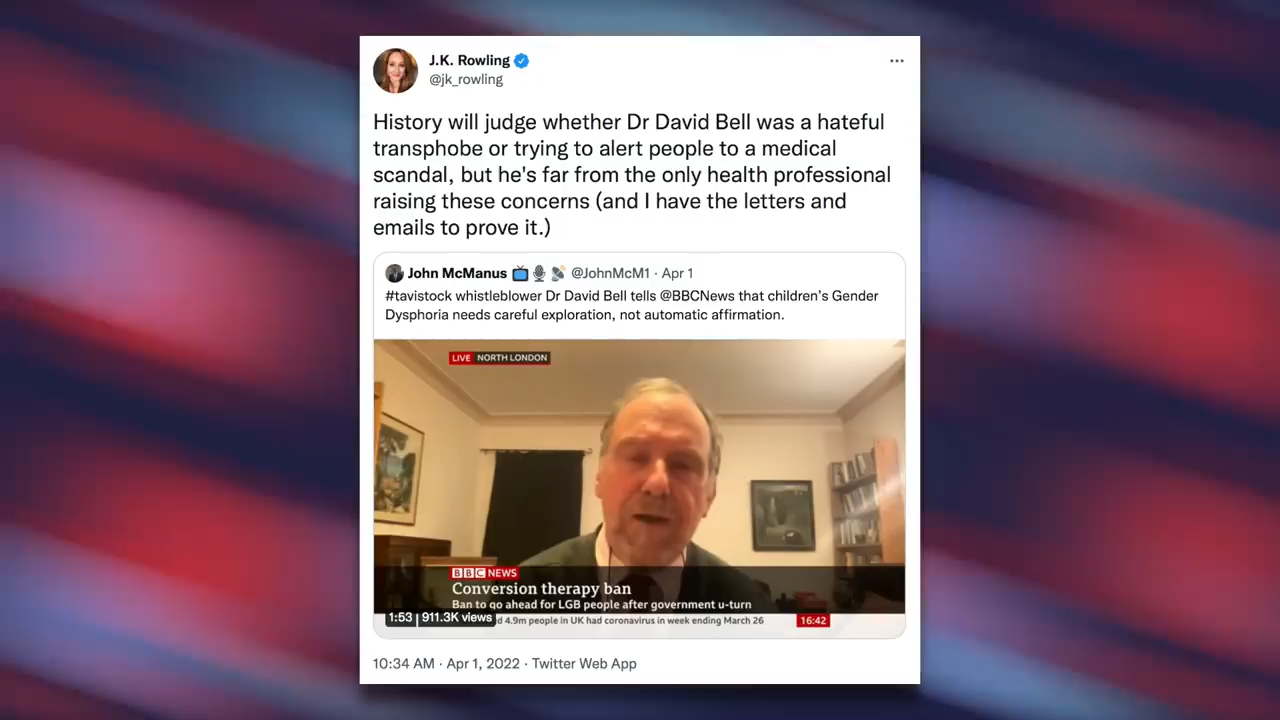 J.K. Rowling
@jk_rowling
History will judge whether Dr David Bell was a hateful
transphobe or trying to alert people to a medical
scandal, but he's far from the only health professional
raising these concerns (and I have the letters and
emails to prove it.)
John McManus @JohnMcM1 · Apr 1
#tavistock whistleblower Dr David Bell tells @BBCNews that children's Gender
Dysphoria needs careful exploration, not automatic affirmation.
LIVE NORTH LONDON
BBC NEWS
Conversion therapy ban
Ban to go ahead for LGB people after government u-turn
1:53 | 911.3K views
4.9m people in UK had coronavirus in week ending March 26
16:42
10:34 AM · Apr 1, 2022 · Twitter Web App